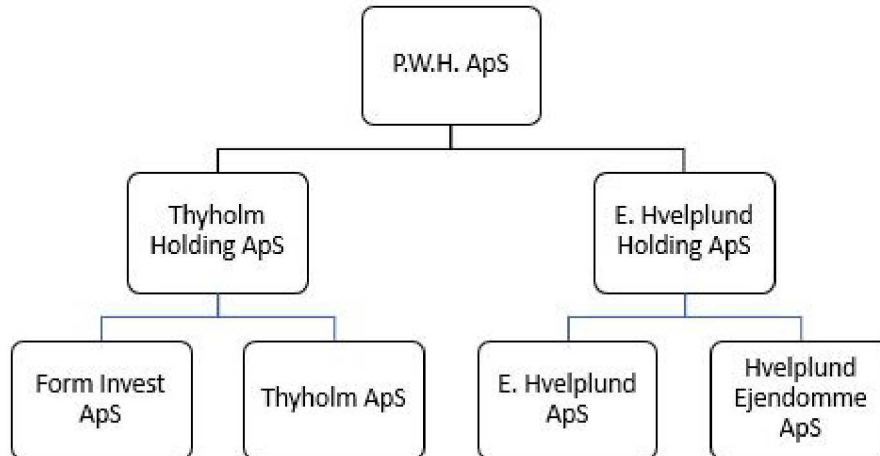 P.W.H. ApS
Thyholm
Holding ApS
E. Hvelplund
Holding ApS
Form Invest
ApS
Thyholm ApS
E. Hvelplund
ApS
Hvelplund
Ejendomme
ApS